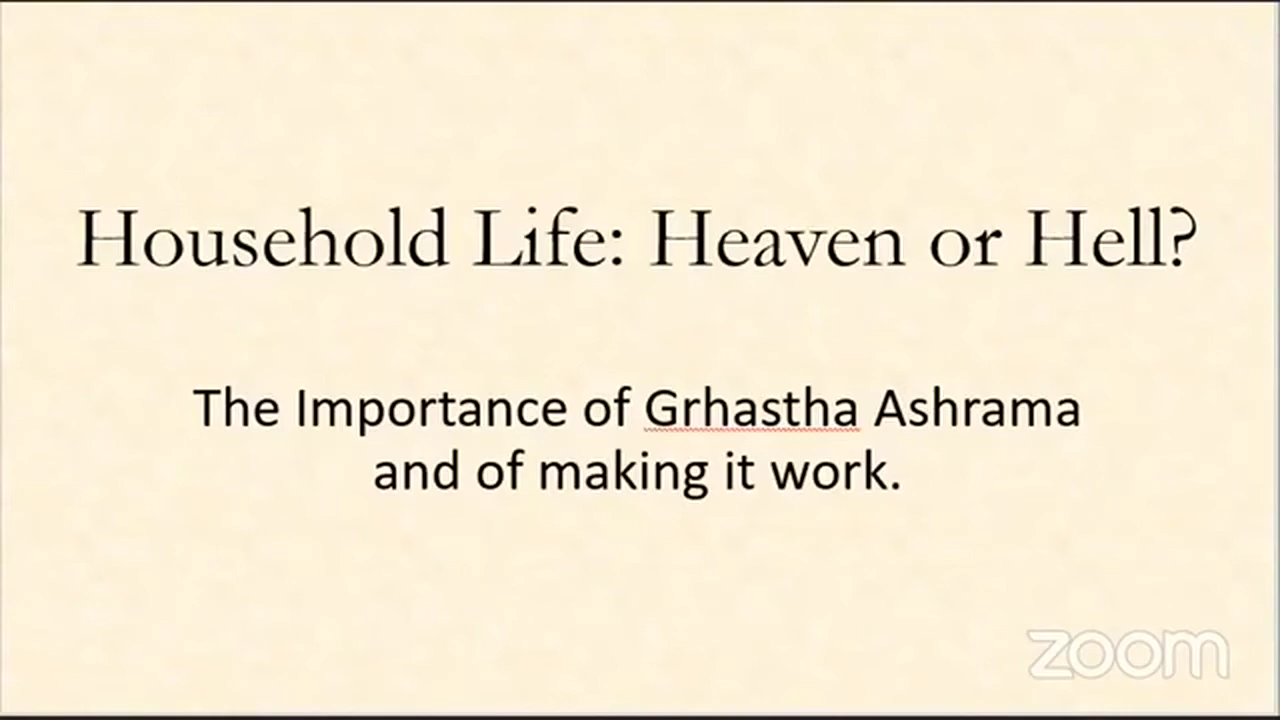 Household Life: Heaven or Hell?
The Importance of Grhastha Ashrama
and of making it work.
zoom